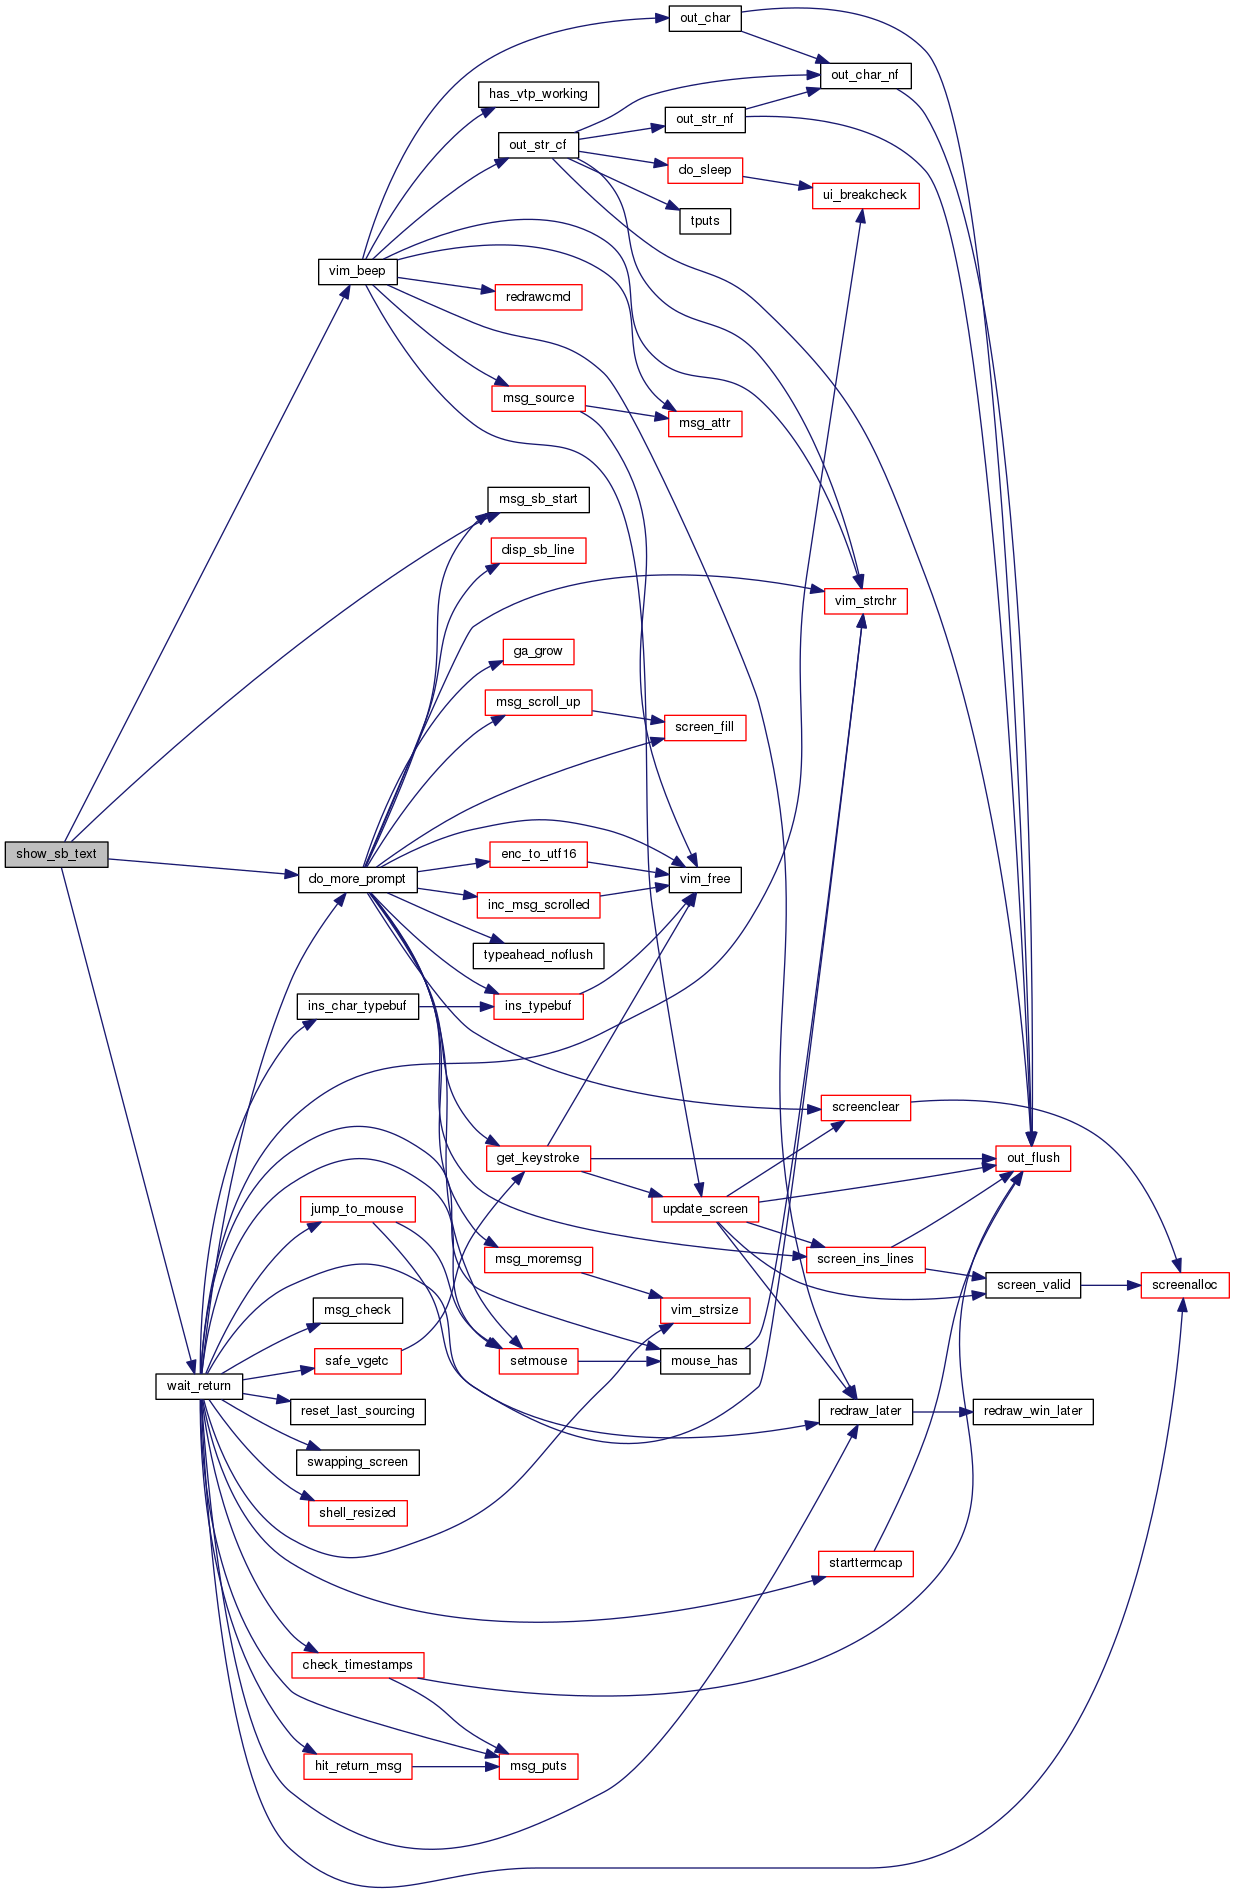 out_char
out_char_nf
has_vtp_working
out_str_nf
out_str_cf
do_sleep
ui_breakcheck
tputs
vim_beep
redrawcmd
msg_source
msg_attr
msg_sb_start
disp_sb_line
vim_strchr
ga_grow
msg_scroll_up
screen_fill
show_sb_text
enc_to_utf16
do_more_prompt
vim_free
inc_msg_scrolled
typeahead_noflush
ins_char_typebuf
ins_typebuf
screenclear
get_keystroke
out_flush
jump_to_mouse
update_screen
msg_moremsg
screen_ins_lines
screen_valid
screenalloc
msg_check
vim_strsize
safe_vgetc
setmouse
mouse_has
wait_return
reset_last_sourcing
redraw_later
redraw_win_later
swapping_screen
shell_resized
starttermcap
check_timestamps
hit_return_msg
msg_puts